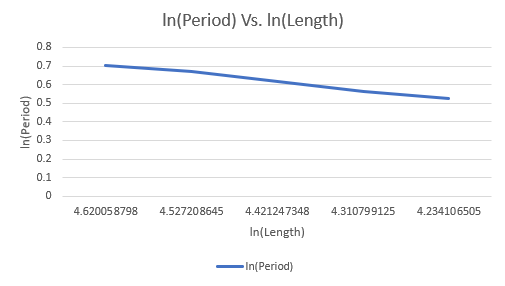 ln(Period) Vs. ln(Length)
0.8
0.7
0.6
0.5
0.4
0.3
0.2
0.1
0
ln(Period)
4.620058798 4.527208645 4.421247348 4.310799125 4.234106505
ln(Length)
ln(Period)